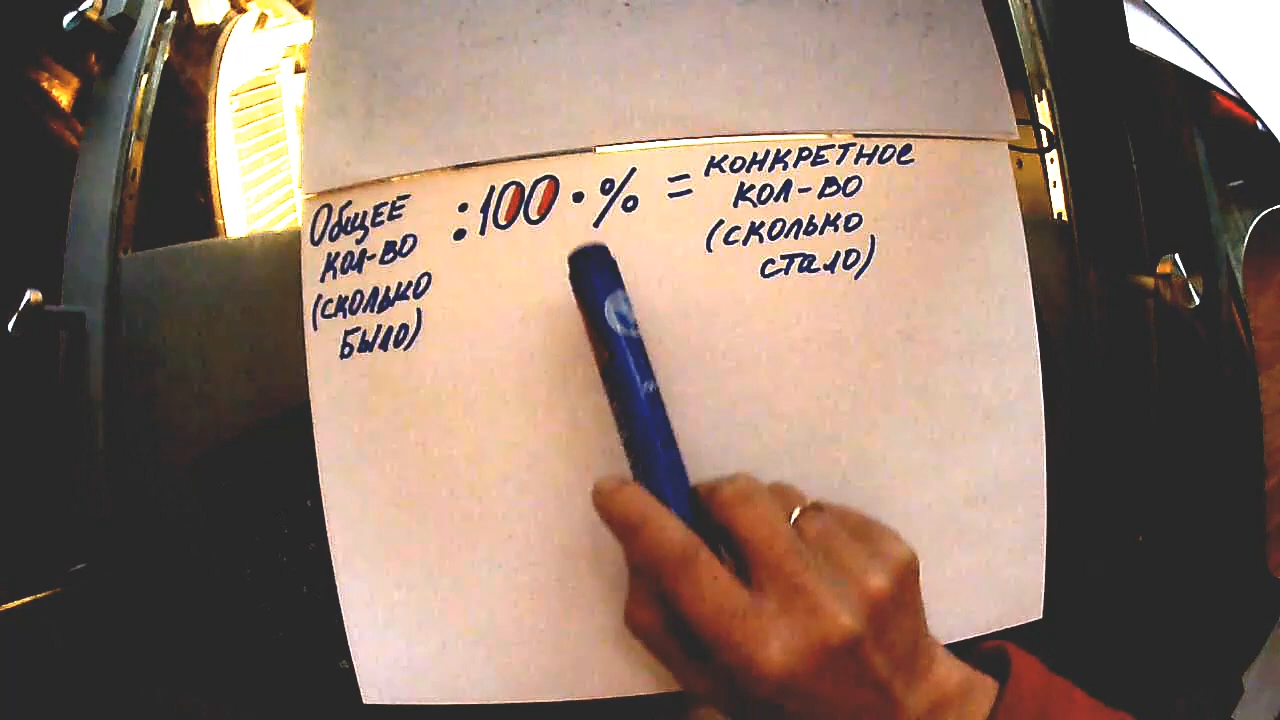 Общее
кол-во
(сколько
было)
:100 · % =
конкретное
кол-во
(сколько
стало)